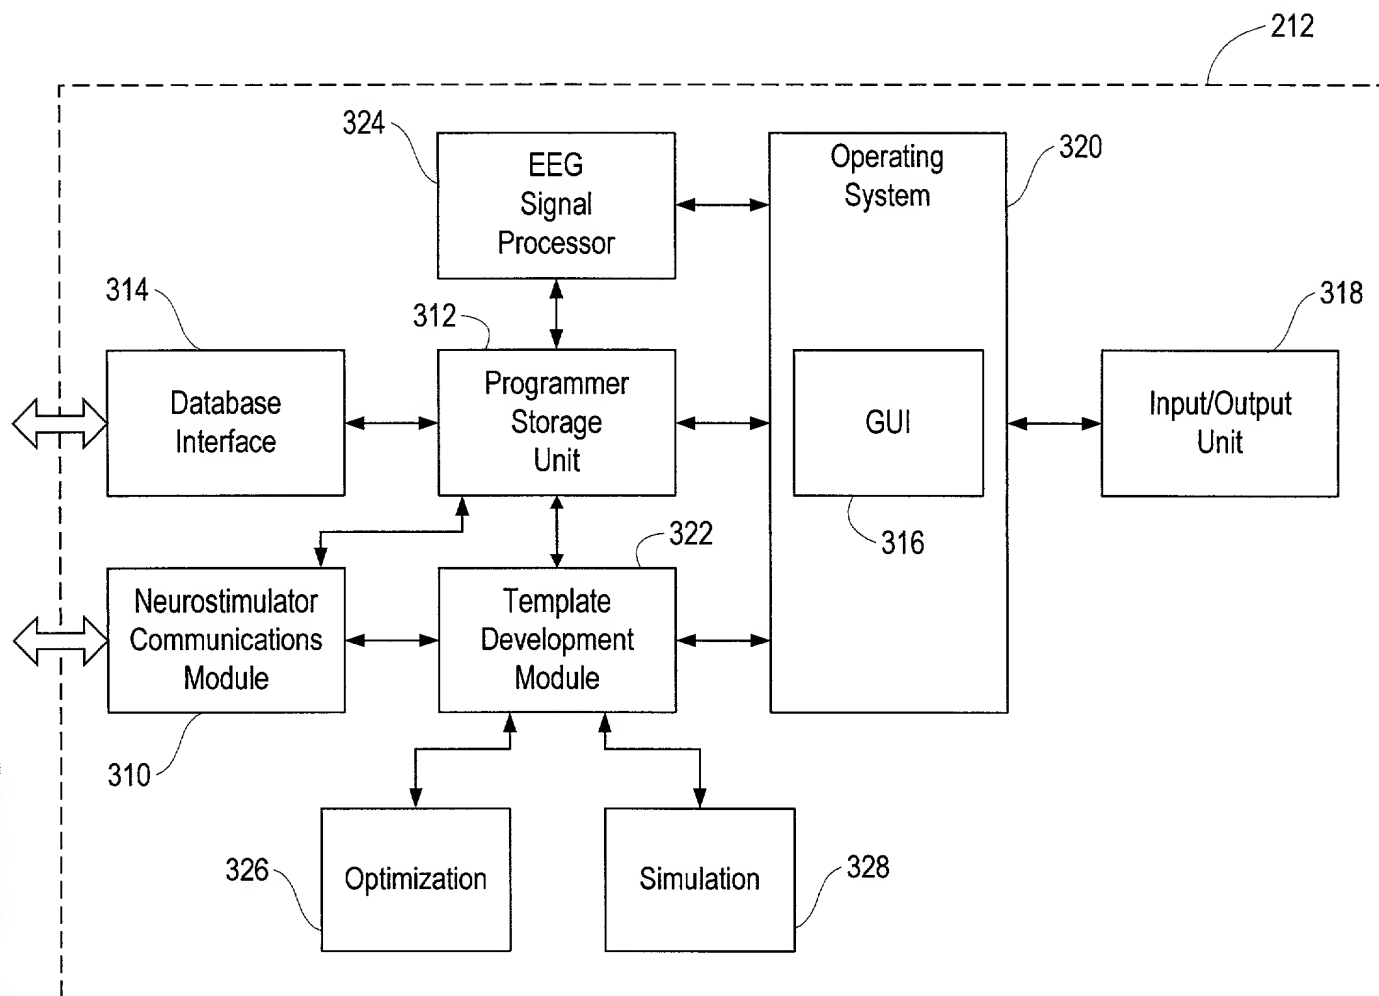 212
324
EEG
Signal
Processor
Operating
System
320
314
312
318
Database
Interface
Programmer
Storage
Unit
GUI
Input/Output
Unit
316
322
Neurostimulator
Communications
Module
Template
Development
Module
310
326
Optimization
Simulation
328